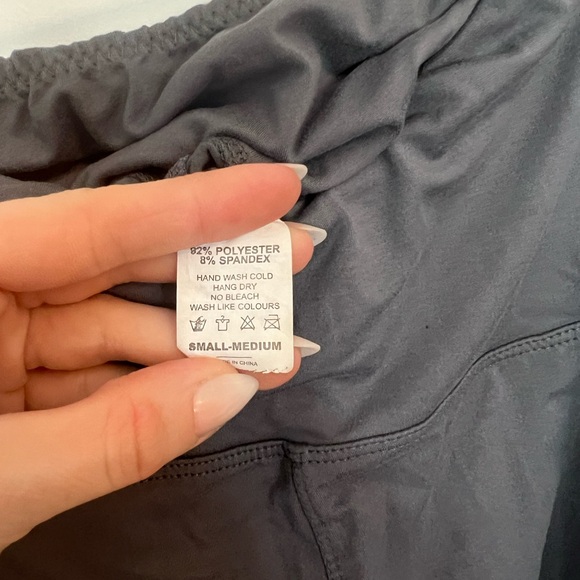 92% POLYESTER
8% SPANDEX
HAND WASH COLD
HANG DRY
NO BLEACH
WASH LIKE COLOURS
SMALL-MEDIUM
IN CHINA